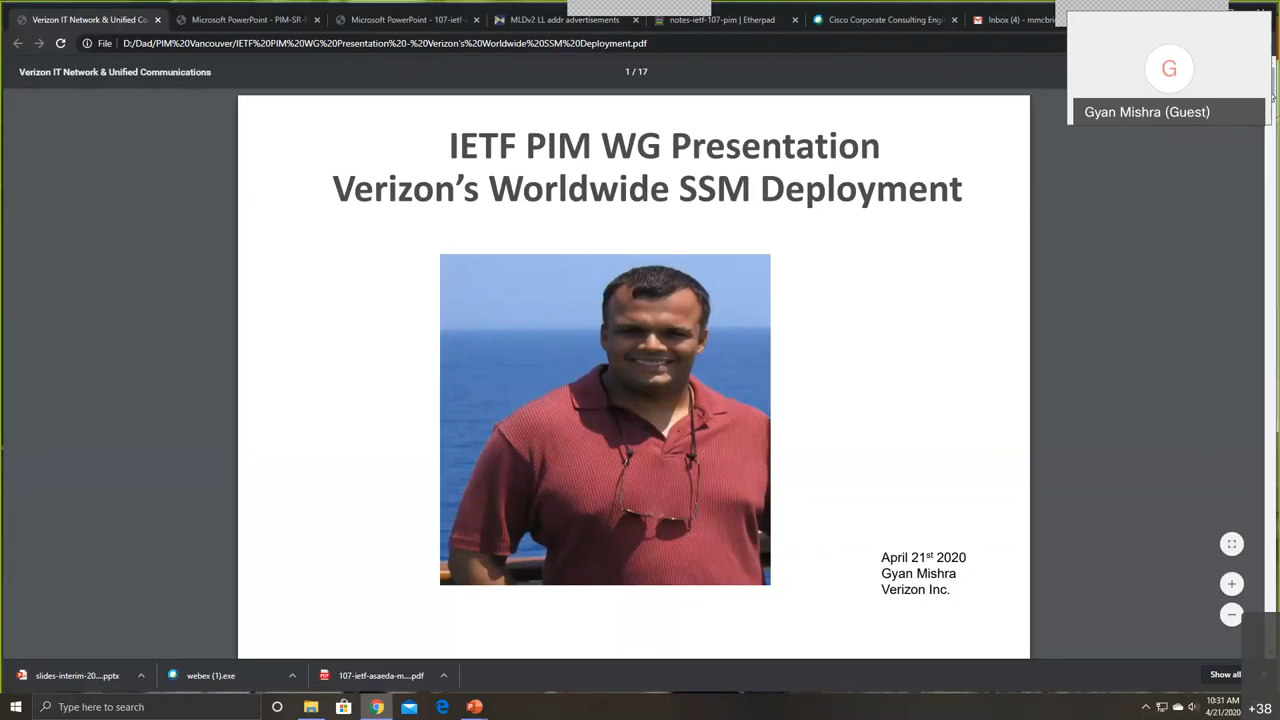 Verizon IT Network & Unified Co
Microsoft PowerPoint - PIM-SR-
Microsoft PowerPoint - 107-ietf-
MLDv2 LL addr advertisements
notes-ietf-107-pim | Etherpad
Cisco Corporate Consulting Eng
Inbox (4) - mmcbri
File
D:/Dad/PIM%20Vancouver/IETF%20PIM%20WG%20Presentation%20-%20Verizon's%20Worldwide%20SSM%20Deployment.pdf
Verizon IT Network & Unified Communications
1 / 17
G
Gyan Mishra (Guest)
IETF PIM WG Presentation
Verizon's Worldwide SSM Deployment
April 21st 2020
Gyan Mishra
Verizon Inc.
slides-interim-20....pptx
webex (1).exe
107-ietf-asaeda-m....pdf
Show all
Type here to search
10:31 AM
4/21/2020
+38